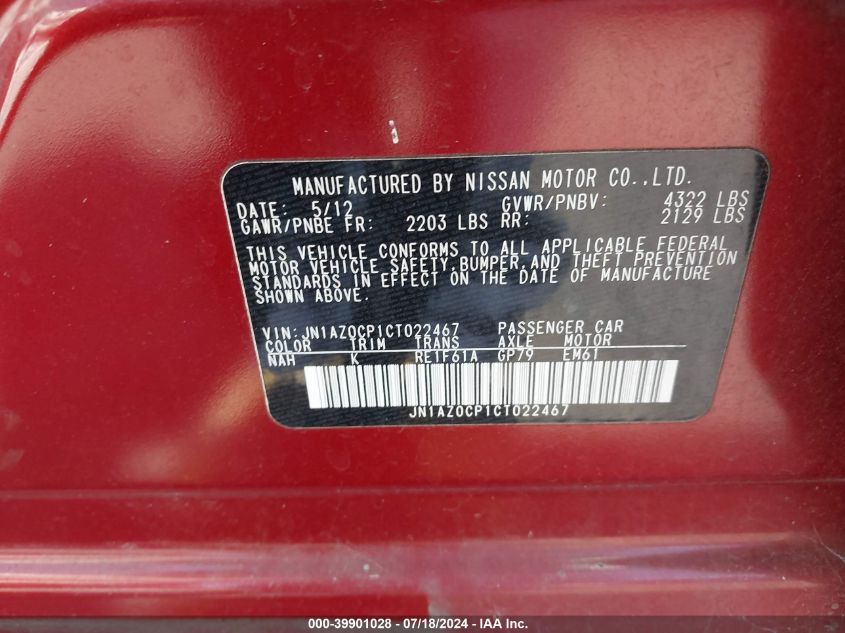 MANUFACTURED BY NISSAN MOTOR CO.,LTD.
DATE: 5/12 GVWR/PNBV: 4322 LBS
GAWR/PNBE FR: 2203 LBS RR: 2129 LBS
THIS VEHICLE CONFORMS TO ALL APPLICABLE FEDERAL
MOTOR VEHICLE SAFETY,BUMPER,AND THEFT PREVENTION
STANDARDS IN EFFECT ON THE DATE OF MANUFACTURE
SHOWN ABOVE.
VIN:JN1AZ0CP1CT022467 PASSENGER CAR
COLOR TRIM TRANS AXLE MOTOR
NAH K RE1F61A GP79 EM61
JN1AZ0CP1CT022467
000-39901028 - 07/18/2024 - IAAI Inc.